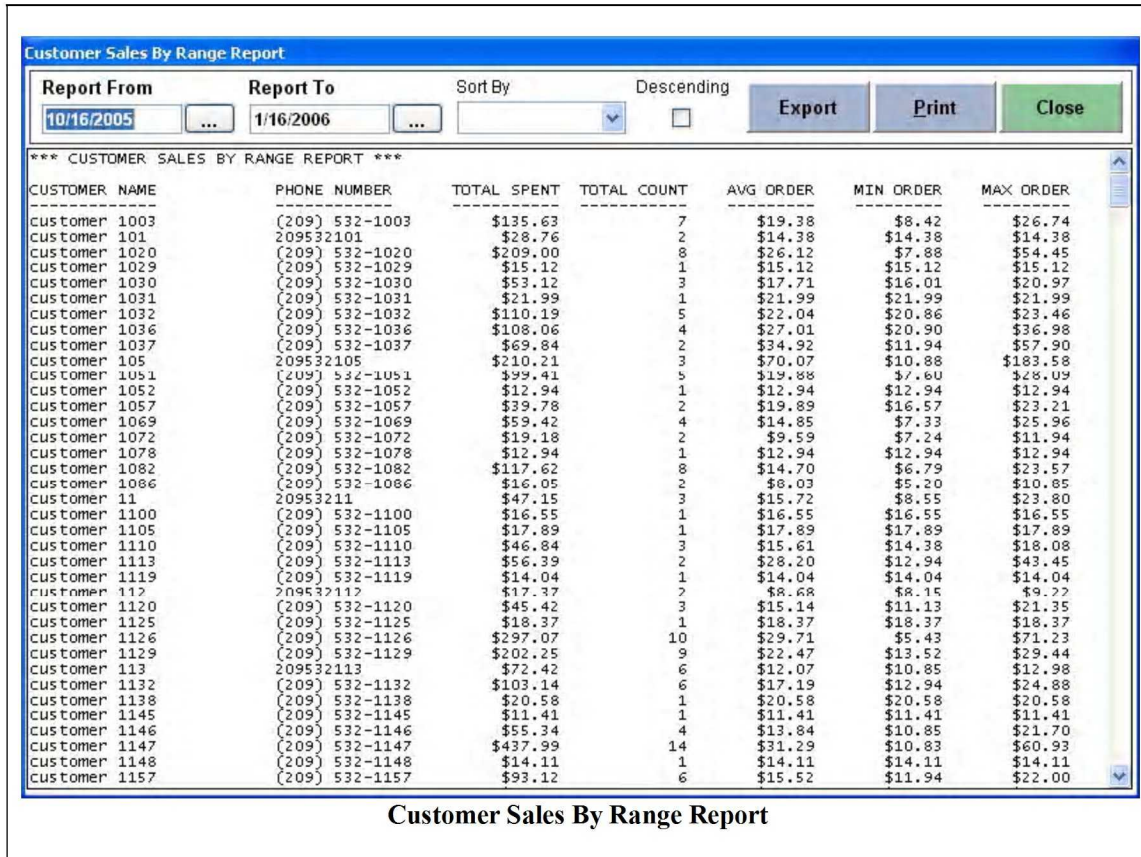 Customer Sales By Range Report
Report From Report To Sort By Descending
10/16/2005 ... 1/16/2006 ... Export Print Close
*** CUSTOMER SALES BY RANGE REPORT ***
CUSTOMER NAME PHONE NUMBER TOTAL SPENT TOTAL COUNT AVG ORDER MIN ORDER MAX ORDER
customer 1003 (209) 532-1003 $135.63 7 $19.38 $8.42 $26.74
customer 101 209532101 $28.76 2 $14.38 $14.38 $14.38
customer 1020 (209) 532-1020 $209.00 8 $26.12 $7.88 $54.45
customer 1029 (209) 532-1029 $15.12 1 $15.12 $15.12 $15.12
customer 1030 (209) 532-1030 $53.12 3 $17.71 $16.01 $20.97
customer 1031 (209) 532-1031 $21.99 1 $21.99 $21.99 $21.99
customer 1032 (209) 532-1032 $110.19 5 $22.04 $20.86 $23.46
customer 1036 (209) 532-1036 $108.06 4 $27.01 $20.90 $36.98
customer 1037 (209) 532-1037 $69.84 2 $34.92 $11.94 $57.90
customer 105 209532105 $210.21 3 $70.07 $10.88 $183.58
customer 1051 (209) 532-1051 $99.41 5 $19.88 $7.60 $28.09
customer 1052 (209) 532-1052 $12.94 1 $12.94 $12.94 $12.94
customer 1057 (209) 532-1057 $39.78 2 $19.89 $16.57 $23.21
customer 1069 (209) 532-1069 $59.42 4 $14.85 $7.33 $25.96
customer 1072 (209) 532-1072 $19.18 2 $9.59 $7.24 $11.94
customer 1078 (209) 532-1078 $12.94 1 $12.94 $12.94 $12.94
customer 1082 (209) 532-1082 $117.62 8 $14.70 $6.79 $23.57
customer 1086 (209) 532-1086 $16.05 2 $8.03 $5.20 $10.85
customer 11 20953211 $47.15 3 $15.72 $8.55 $23.80
customer 1100 (209) 532-1100 $16.55 1 $16.55 $16.55 $16.55
customer 1105 (209) 532-1105 $17.89 1 $17.89 $17.89 $17.89
customer 1110 (209) 532-1110 $46.84 3 $15.61 $14.38 $18.08
customer 1113 (209) 532-1113 $56.39 2 $28.20 $12.94 $43.45
customer 1119 (209) 532-1119 $14.04 1 $14.04 $14.04 $14.04
customer 112 209532112 $17.37 2 $8.68 $8.15 $9.22
customer 1120 (209) 532-1120 $45.42 3 $15.14 $11.13 $21.35
customer 1125 (209) 532-1125 $18.37 1 $18.37 $18.37 $18.37
customer 1126 (209) 532-1126 $297.07 10 $29.71 $5.43 $71.23
customer 1129 (209) 532-1129 $202.25 9 $22.47 $13.52 $29.44
customer 113 209532113 $72.42 6 $12.07 $10.85 $12.98
customer 1132 (209) 532-1132 $103.14 6 $17.19 $12.94 $24.88
customer 1138 (209) 532-1138 $20.58 1 $20.58 $20.58 $20.58
customer 1145 (209) 532-1145 $11.41 1 $11.41 $11.41 $11.41
customer 1146 (209) 532-1146 $55.34 4 $13.84 $10.85 $21.70
customer 1147 (209) 532-1147 $437.99 14 $31.29 $10.83 $60.93
customer 1148 (209) 532-1148 $14.11 1 $14.11 $14.11 $14.11
customer 1157 (209) 532-1157 $93.12 6 $15.52 $11.94 $22.00
Customer Sales By Range Report